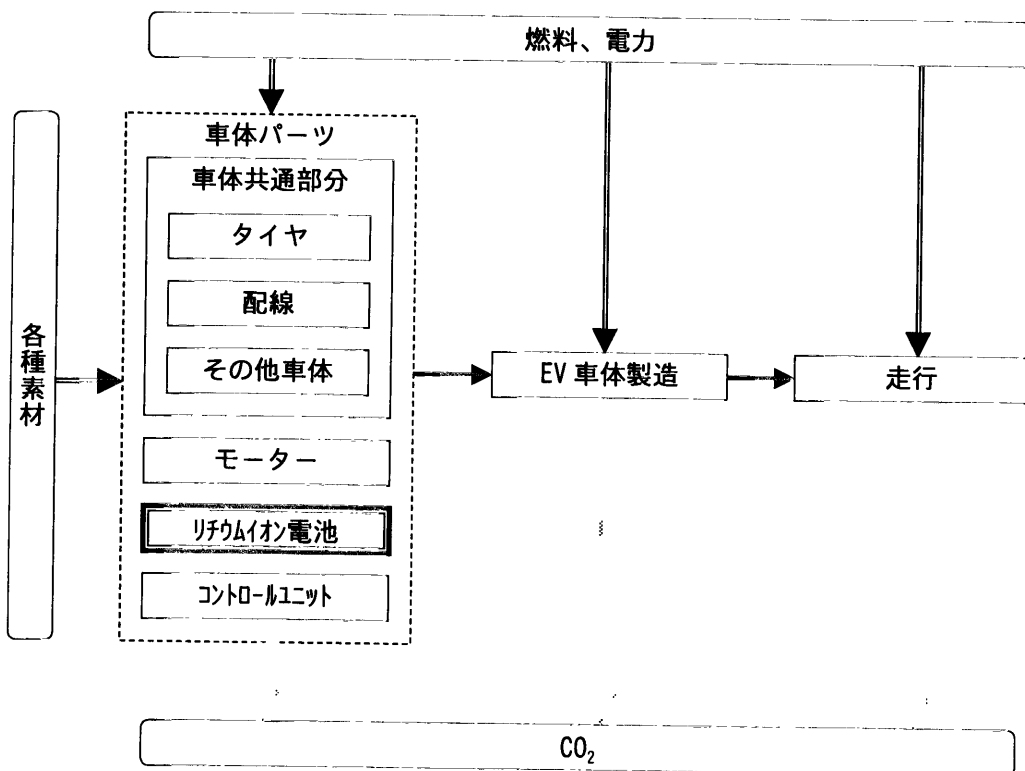 燃料、電力
各種素材
車体パーツ
車体共通部分
タイヤ
配線
その他車体
モーター
リチウムイオン電池
コントロールユニット
EV 車体製造
走行
CO₂